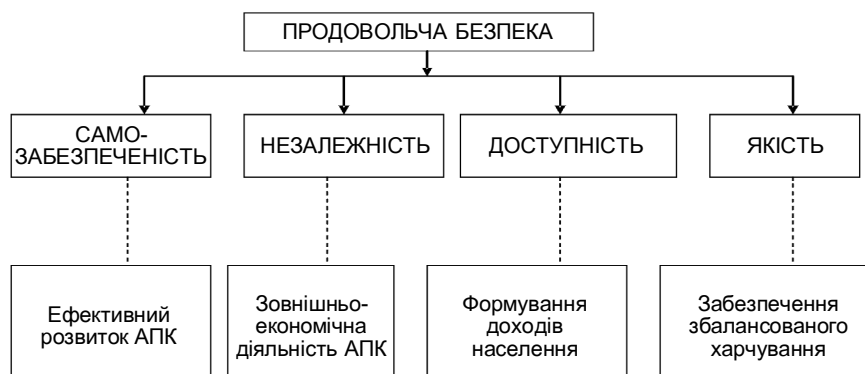 ПРОДОВОЛЬЧА БЕЗПЕКА
САМО-
ЗАБЕЗПЕЧЕНІСТЬ
НЕЗАЛЕЖНІСТЬ
ДОСТУПНІСТЬ
ЯКІСТЬ
Ефективний
розвиток АПК
Зовнішньо-
економічна
діяльність АПК
Формування
доходів
населення
Забезпечення
збалансованого
харчування